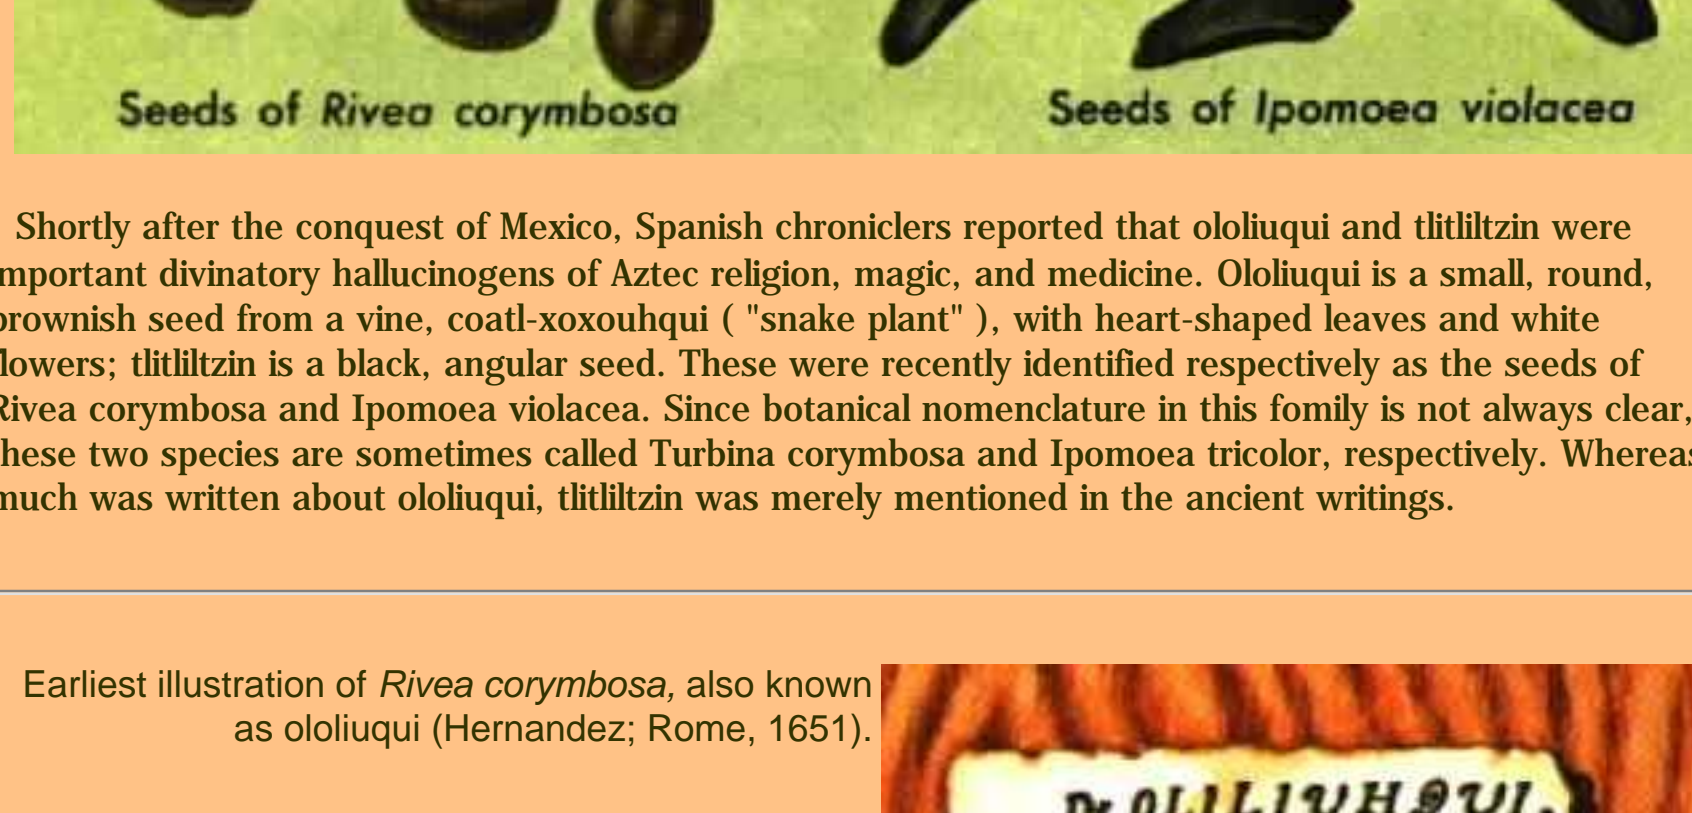 Seeds of Rivea corymbosa
Seeds of Ipomoea violacea
Shortly after the conquest of Mexico, Spanish chroniclers reported that ololiuqui and tlitliltzin were
mportant divinatory hallucinogens of Aztec religion, magic, and medicine. Ololiuqui is a small, round,
brownish seed from a vine, coatl-xoxouhqui ( "snake plant" ), with heart-shaped leaves and white
lowers; tlitliltzin is a black, angular seed. These were recently identified respectively as the seeds of
Rivea corymbosa and Ipomoea violacea. Since botanical nomenclature in this fomily is not always clear,
hese two species are sometimes called Turbina corymbosa and Ipomoea tricolor, respectively. Whereas
much was written about ololiuqui, tlitliltzin was merely mentioned in the ancient writings.
Earliest illustration of Rivea corymbosa, also known
as ololiuqui (Hernandez; Rome, 1651).
De OLILIUHQUI.